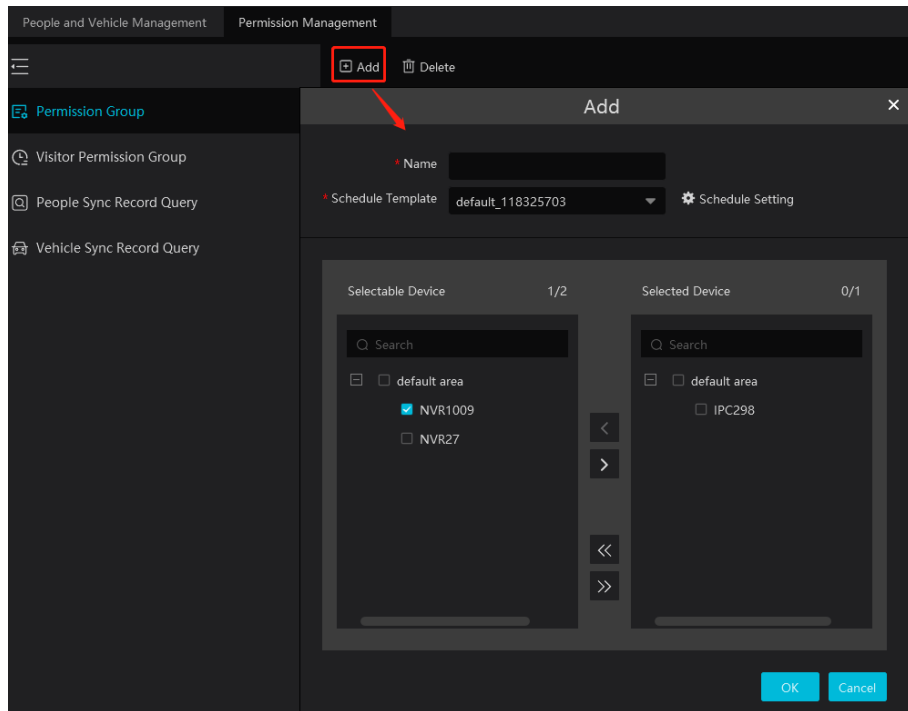 People and Vehicle Management Permission Management
Add Delete
Permission Group
Visitor Permission Group
People Sync Record Query
Vehicle Sync Record Query
Add
* Name
* Schedule Template default_118325703 Schedule Setting
Selectable Device 1/2
Search
default area
NVR1009
NVR27
Selected Device 0/1
Search
default area
IPC298
OK Cancel